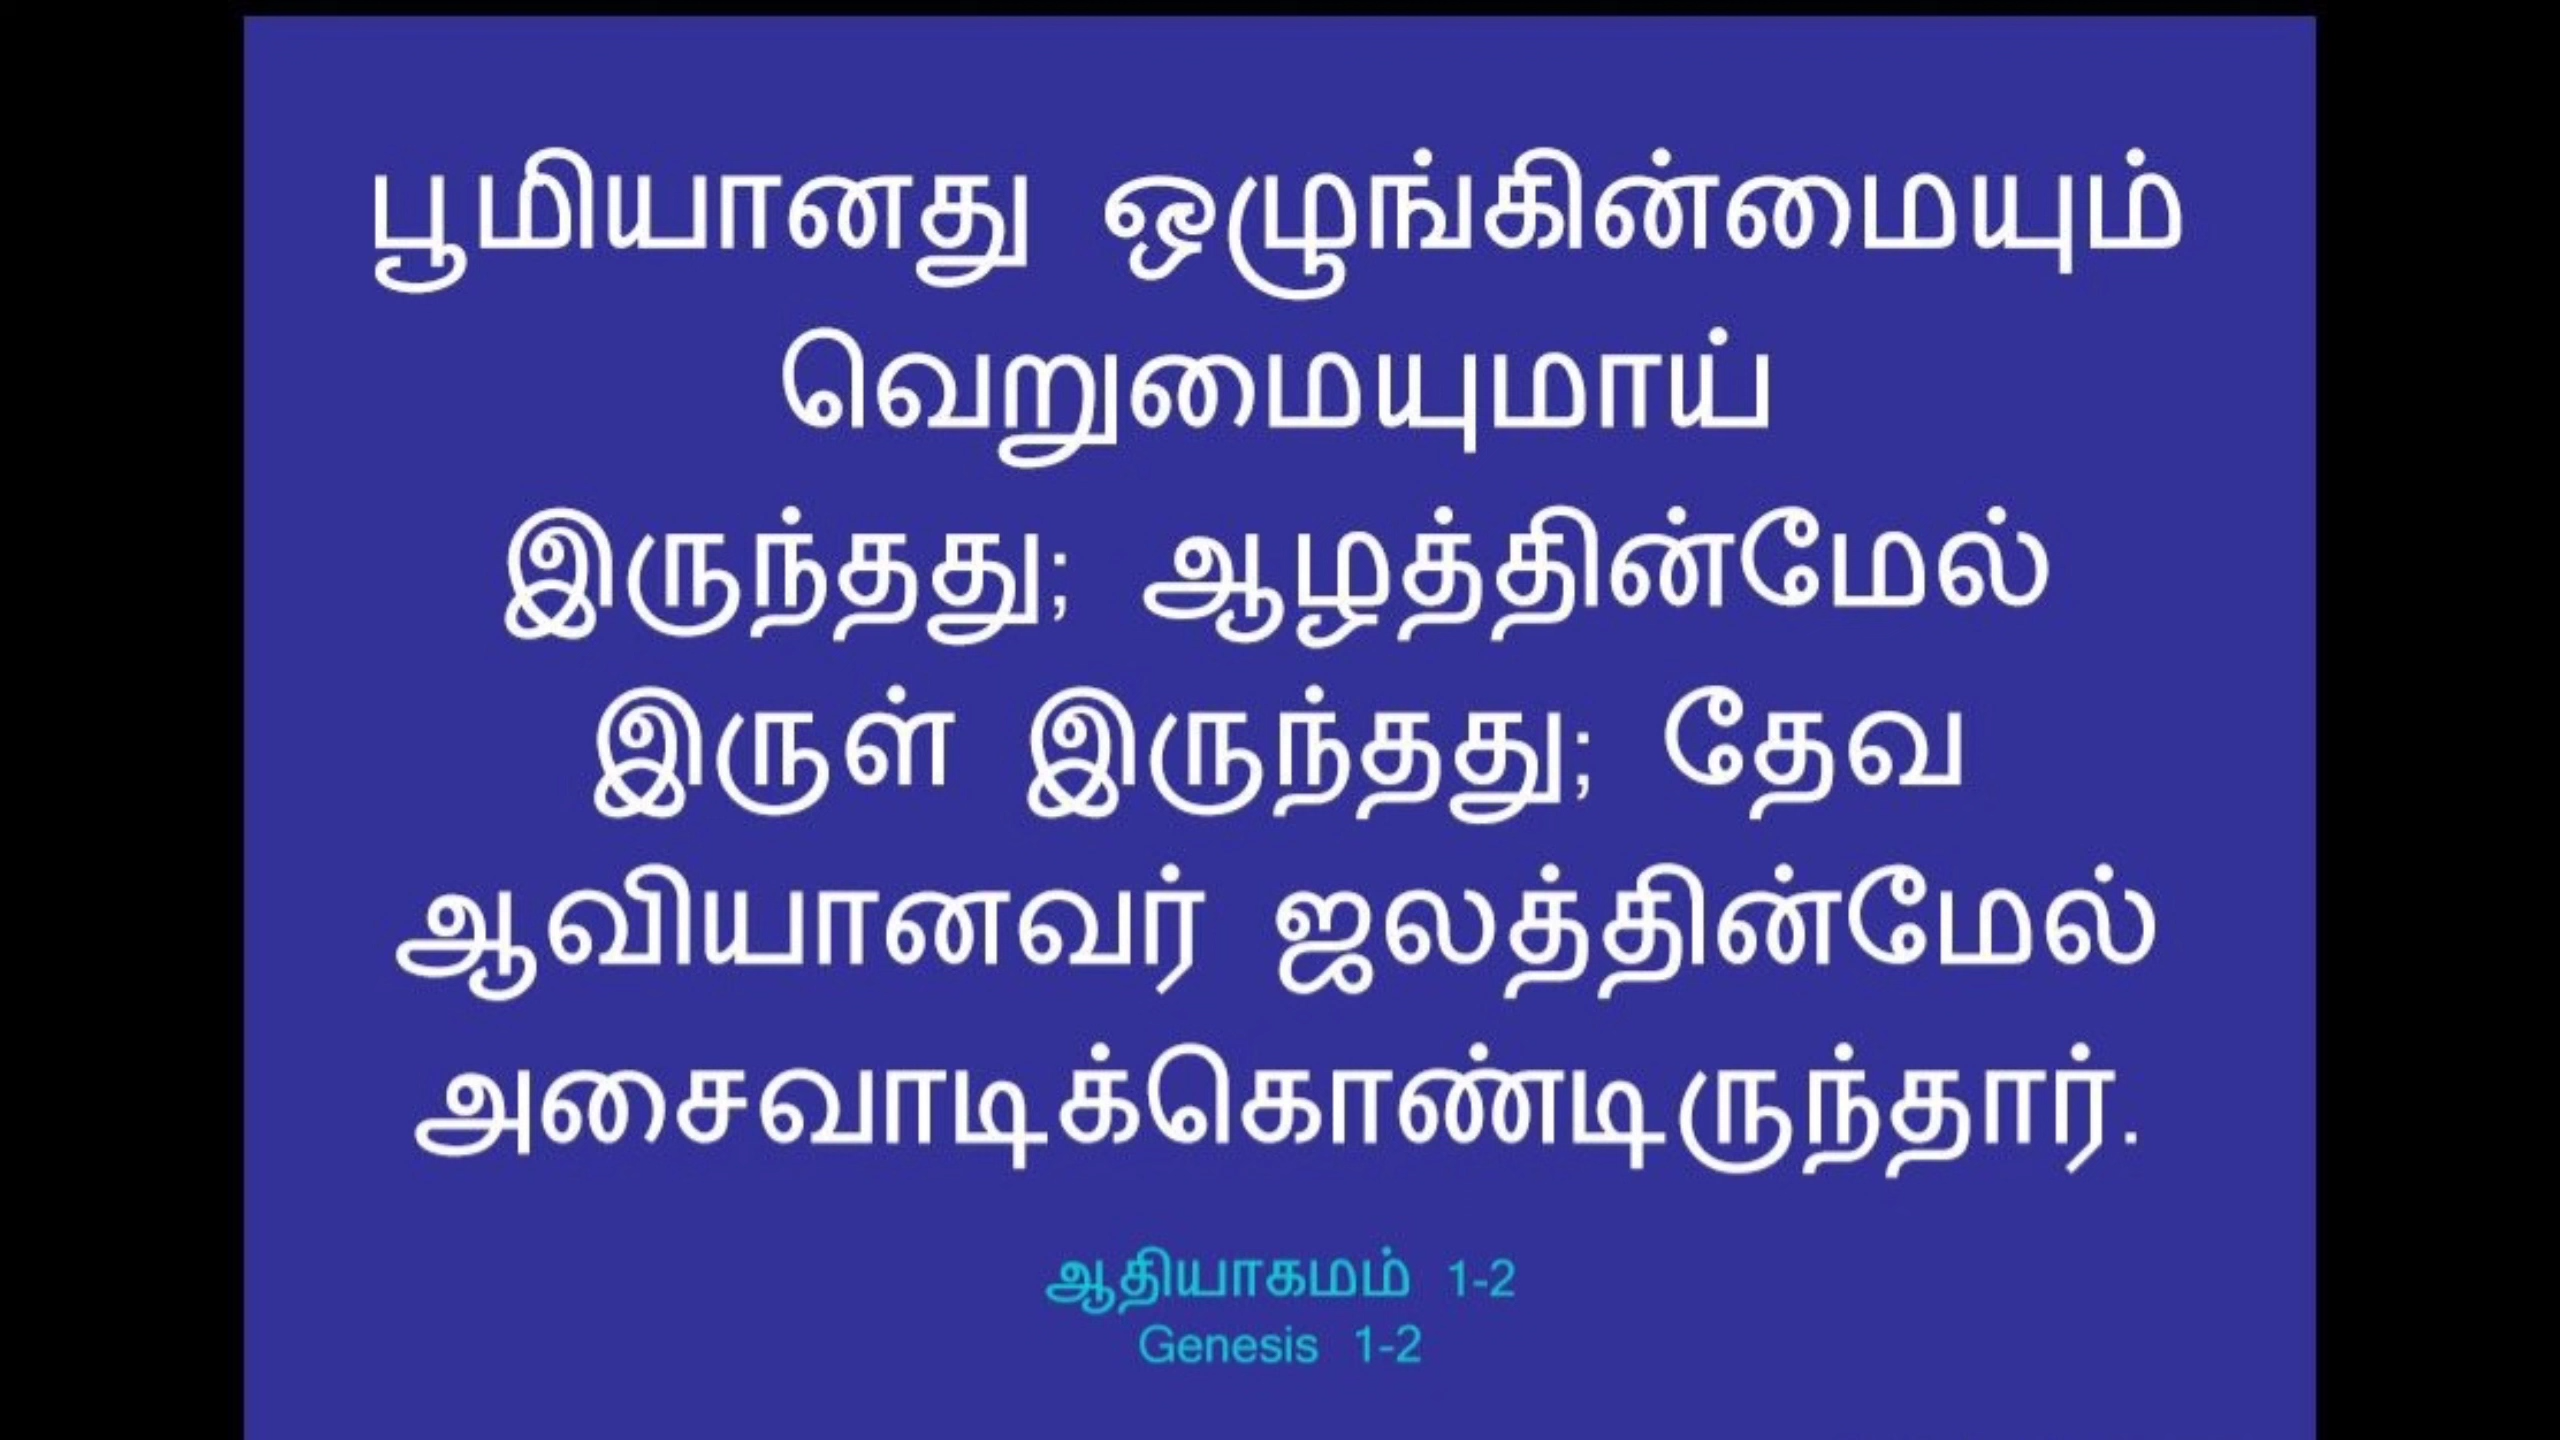 பூமியானது ஒழுங்கின்மையும்
வெறுமையுமாய்
இருந்தது; ஆழத்தின்மேல்
இருள் இருந்தது; தேவ
ஆவியானவர் ஜலத்தின்மேல்
அசைவாடிக்கொண்டிருந்தார்.
ஆதியாகமம் 1-2
Genesis 1-2